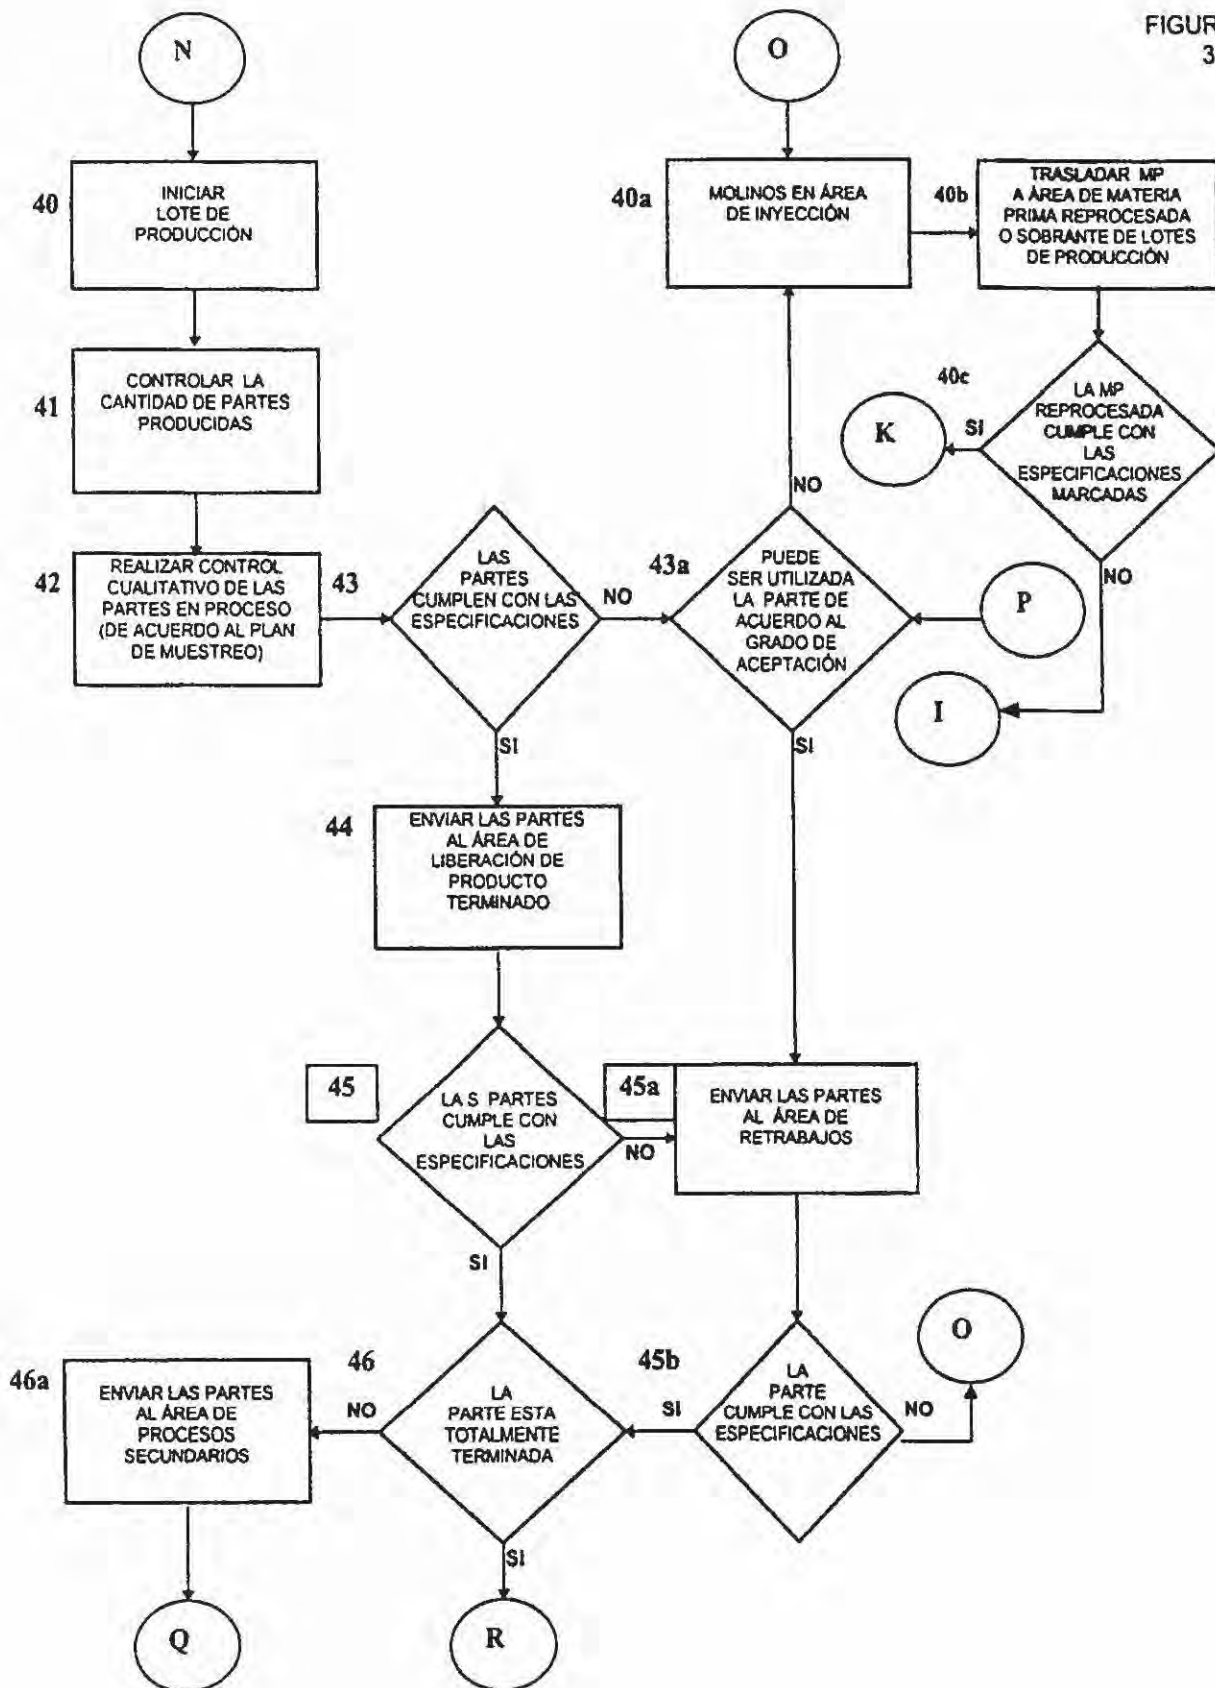 FIGUR
3
N
40
INICIAR
LOTE DE
PRODUCCIÓN
41
CONTROLAR LA
CANTIDAD DE PARTES
PRODUCIDAS
42
REALIZAR CONTROL
CUALITATIVO DE LAS
PARTES EN PROCESO
(DE ACUERDO AL PLAN
DE MUESTREO)
43
LAS
PARTES
CUMPLEN CON LAS
ESPECIFICACIONES
NO
SI
O
40a
MOLINOS EN ÁREA
DE INYECCIÓN
40b
TRASLADAR MP
A ÁREA DE MATERIA
PRIMA REPROCESADA
O SOBRANTE DE LOTES
DE PRODUCCIÓN
40c
LA MP
REPROCESADA
CUMPLE CON
LAS
ESPECIFICACIONES
MARCADAS
SI
K
NO
I
43a
PUEDE
SER UTILIZADA
LA PARTE DE
ACUERDO AL
GRADO DE
ACEPTACIÓN
NO
P
SI
44
ENVIAR LAS PARTES
AL ÁREA DE
LIBERACIÓN DE
PRODUCTO
TERMINADO
45
LA S PARTES
CUMPLE CON
LAS
ESPECIFICACIONES
NO
SI
45a
ENVIAR LAS PARTES
AL ÁREA DE
RETRABAJOS
45b
LA
PARTE
CUMPLE CON LAS
ESPECIFICACIONES
NO
O
SI
46
LA
PARTE ESTA
TOTALMENTE
TERMINADA
NO
SI
46a
ENVIAR LAS PARTES
AL ÁREA DE
PROCESOS
SECUNDARIOS
Q
R